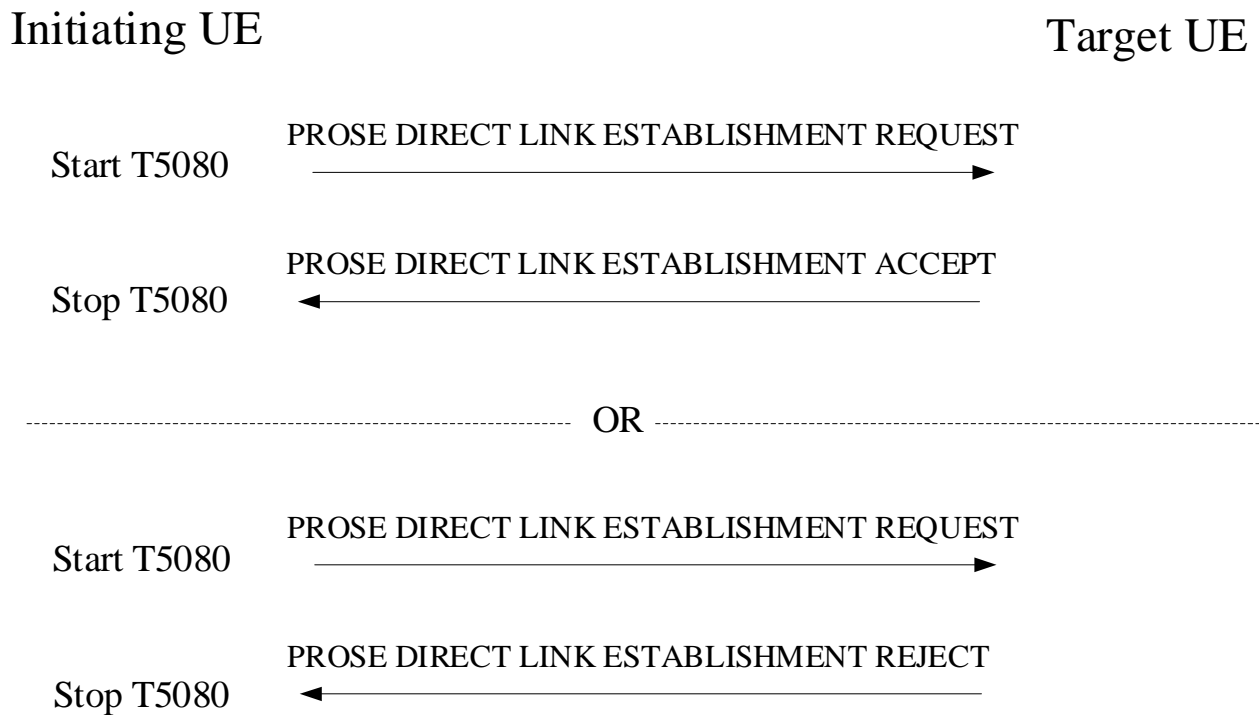 Initiating UE
Target UE
PROSE DIRECT LINK ESTABLISHMENT REQUEST
Start T5080
PROSE DIRECT LINK ESTABLISHMENT ACCEPT
Stop T5080
OR
PROSE DIRECT LINK ESTABLISHMENT REQUEST
Start T5080
PROSE DIRECT LINK ESTABLISHMENT REJECT
Stop T5080